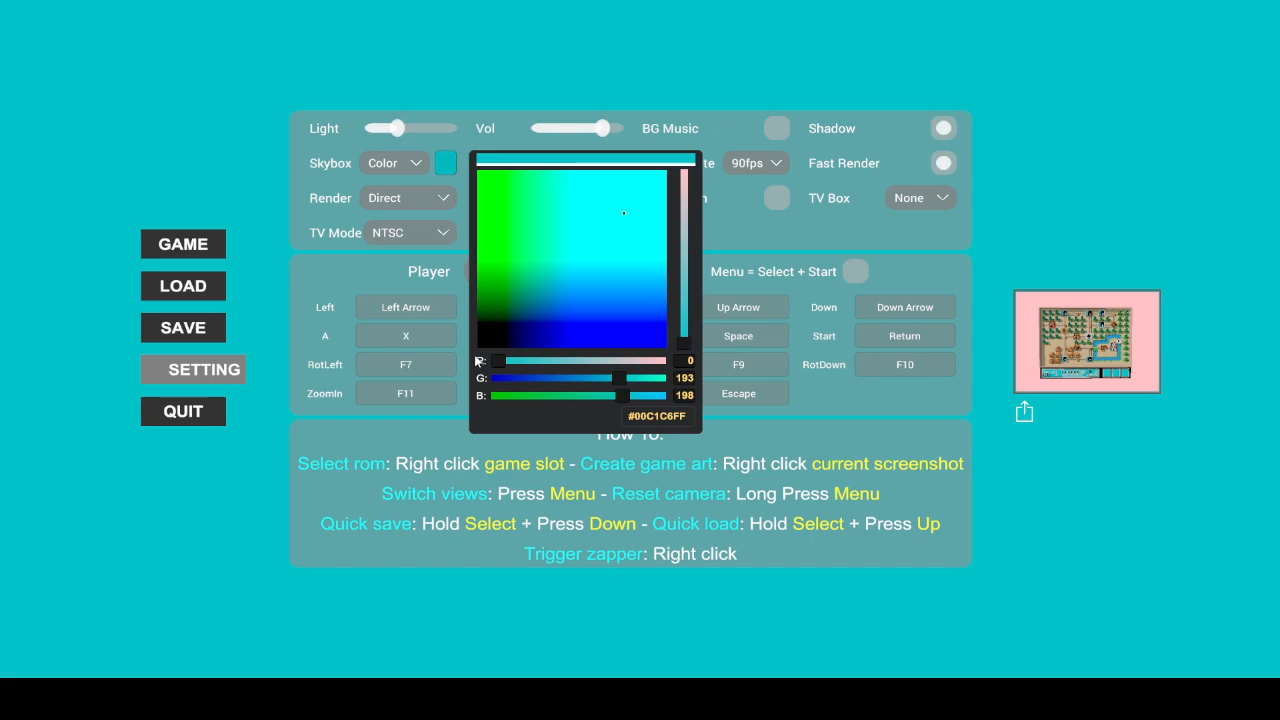 Light Vol BG Music Shadow
Skybox Color te 90fps Fast Render
Render Direct TV Box None
TV Mode NTSC
GAME
LOAD
SAVE
SETTING
QUIT
Player Menu = Select + Start
Left Left Arrow Up Arrow Down Down Arrow
A X Space Start Return
RotLeft F7 F9 RotDown F10
ZoomIn F11 Escape
0
G: 193
B: 198
#00C1C6FF
How To:
Select rom: Right click game slot - Create game art: Right click current screenshot
Switch views: Press Menu - Reset camera: Long Press Menu
Quick save: Hold Select + Press Down - Quick load: Hold Select + Press Up
Trigger zapper: Right click